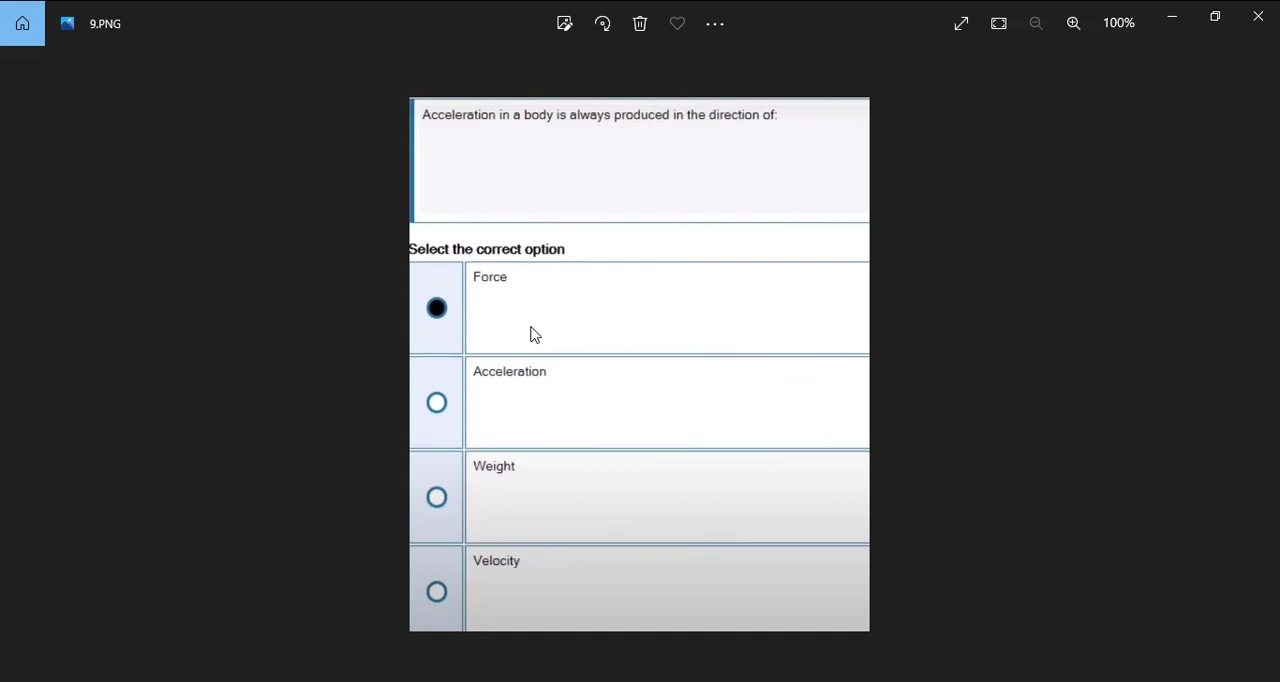 9.PNG
100%
Acceleration in a body is always produced in the direction of:
Select the correct option
Force
Acceleration
Weight
Velocity